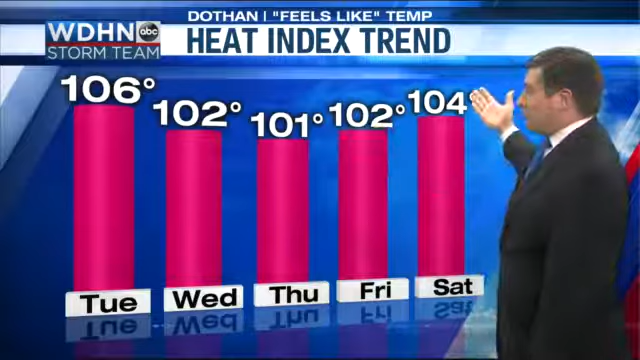 WDHN abc
STORM TEAM
DOTHAN | "FEELS LIKE" TEMP
HEAT INDEX TREND
106° 102° 101° 102° 104°
Tue Wed Thu Fri Sat